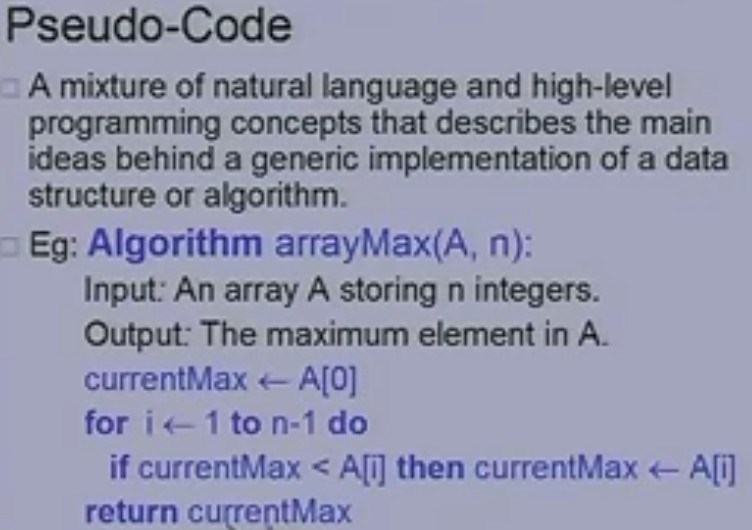 Pseudo-Code
A mixture of natural language and high-level
programming concepts that describes the main
ideas behind a generic implementation of a data
structure or algorithm.
Eg: Algorithm arrayMax(A, n):
Input: An array A storing n integers.
Output: The maximum element in A.
currentMax ← A[0]
for i ← 1 to n-1 do
if currentMax < A[i] then currentMax ← A[i]
return currentMax